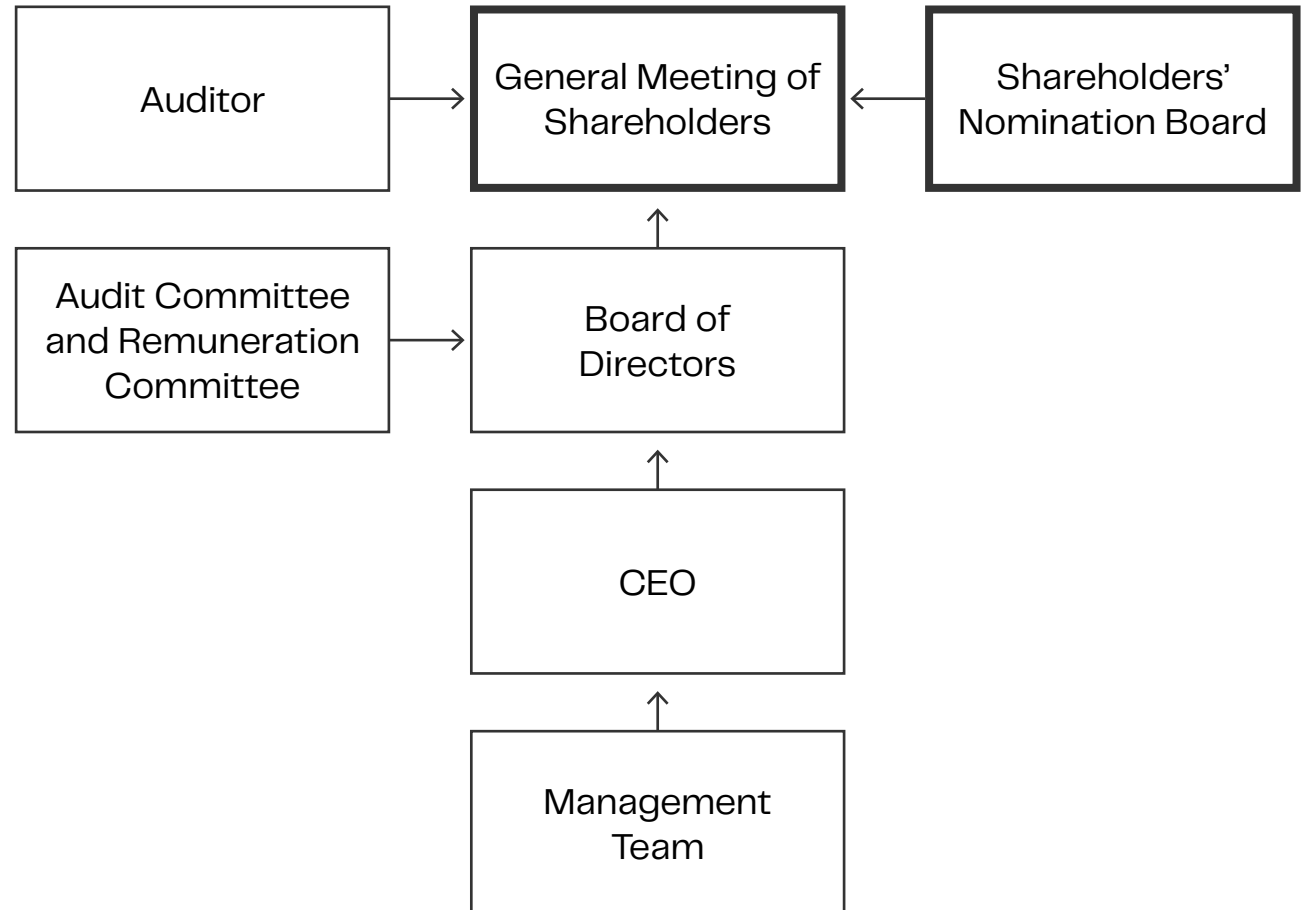 Auditor
General Meeting of
Shareholders
Shareholders’
Nomination Board
Audit Committee
and Remuneration
Committee
Board of
Directors
CEO
Management
Team